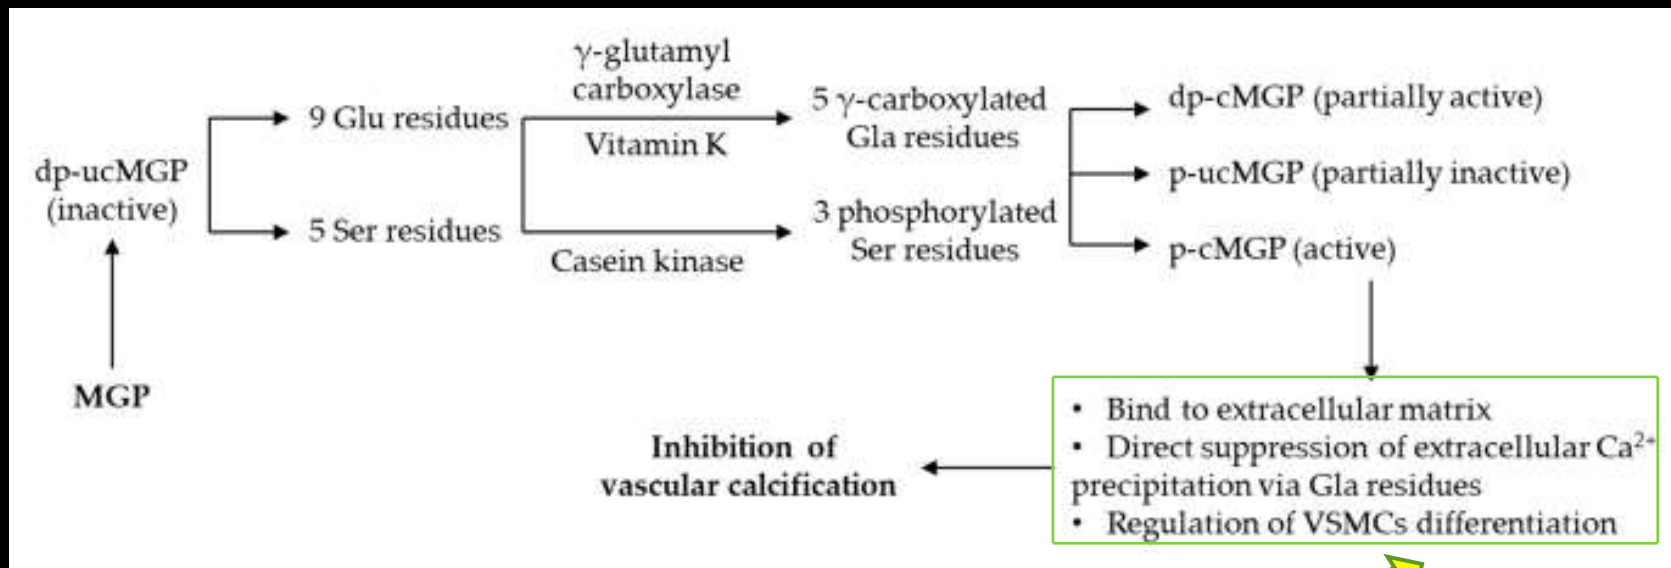 γ-glutamyl
carboxylase
Vitamin K
9 Glu residues
5 γ-carboxylated
Gla residues
dp-cMGP (partially active)
dp-ucMGP
(inactive)
p-ucMGP (partially inactive)
5 Ser residues
Casein kinase
3 phosphorylated
Ser residues
p-cMGP (active)
MGP
• Bind to extracellular matrix
• Direct suppression of extracellular Ca²⁺
precipitation via Gla residues
• Regulation of VSMCs differentiation
Inhibition of
vascular calcification